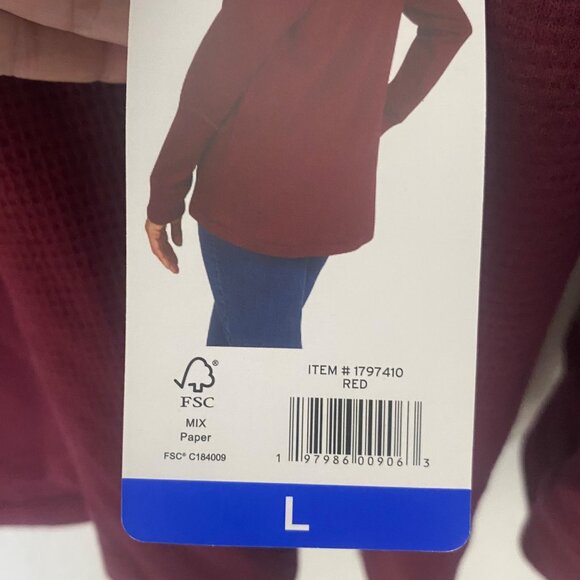 ITEM # 1797410
RED
®
FSC
MIX
Paper
FSC® C184009
1 97986 00906 3
L